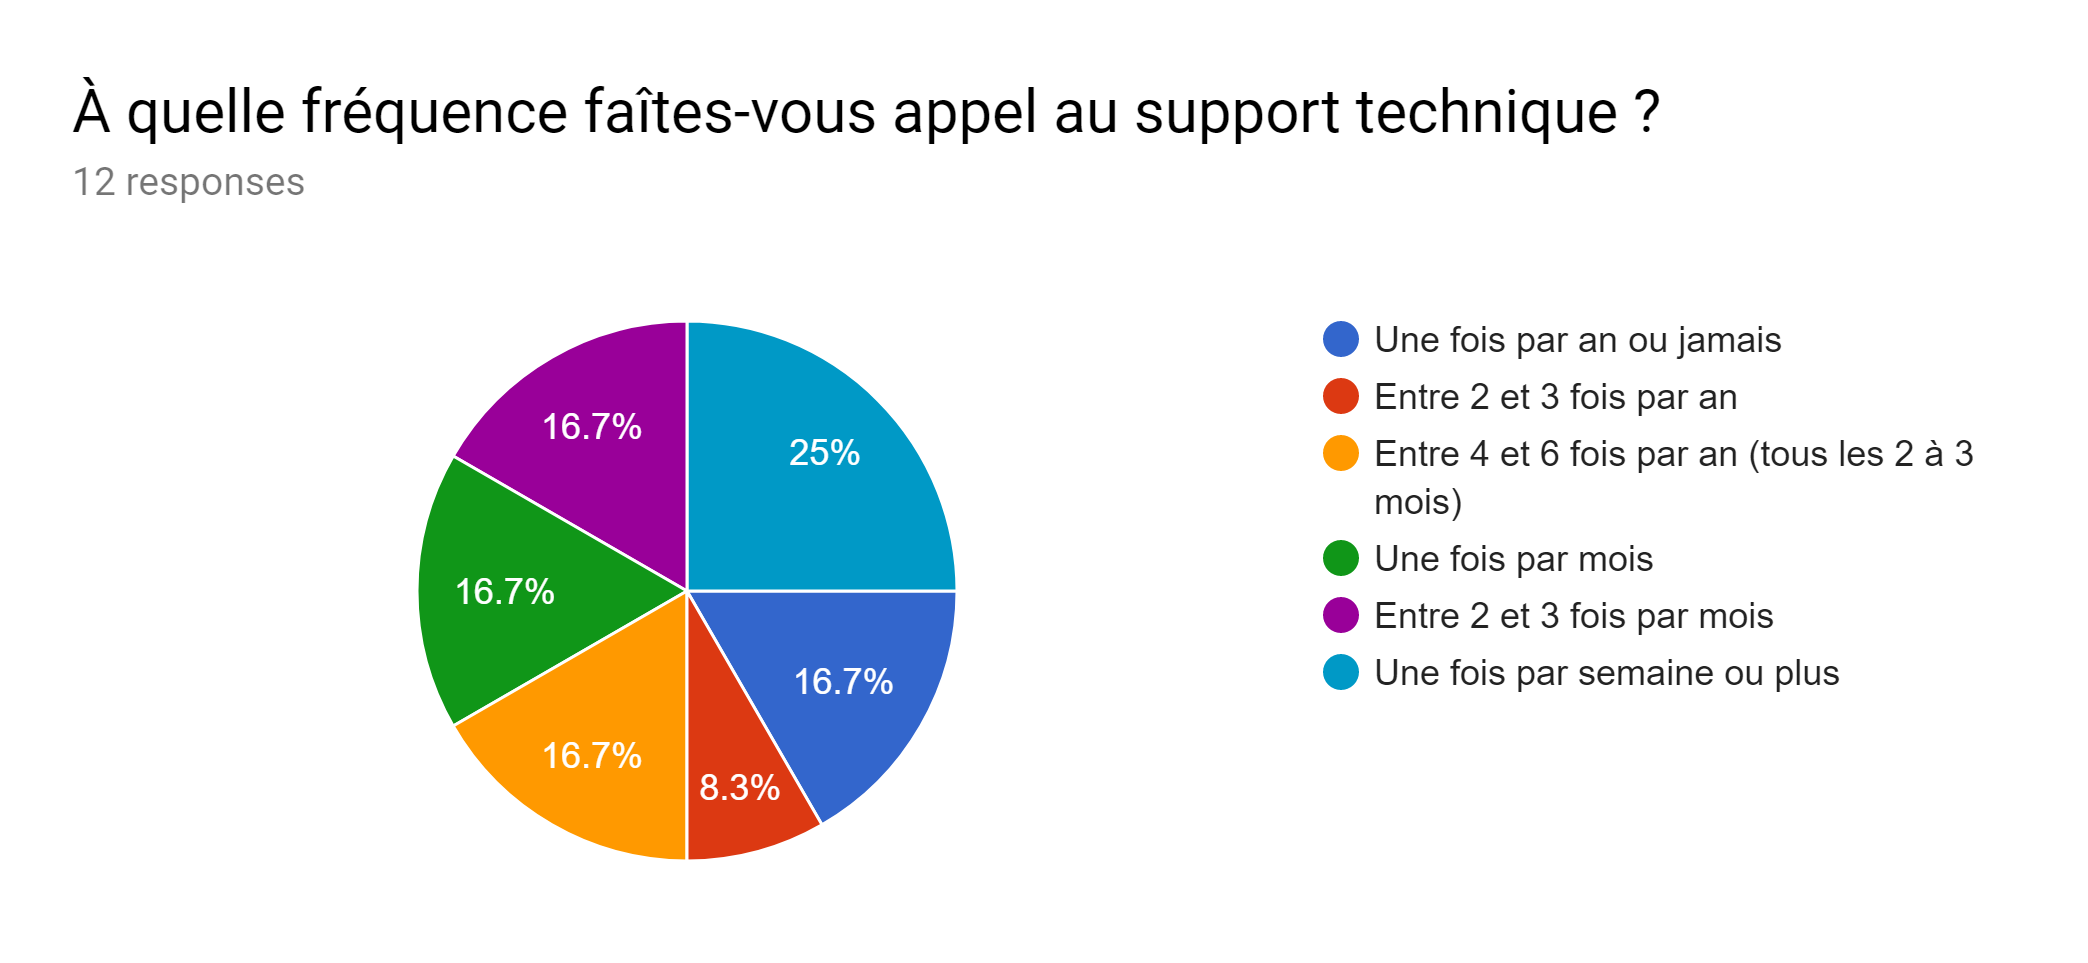 À quelle fréquence faîtes-vous appel au support technique ?
12 responses
25%
16.7%
8.3%
16.7%
16.7%
16.7%
Une fois par an ou jamais
Entre 2 et 3 fois par an
Entre 4 et 6 fois par an (tous les 2 à 3
mois)
Une fois par mois
Entre 2 et 3 fois par mois
Une fois par semaine ou plus